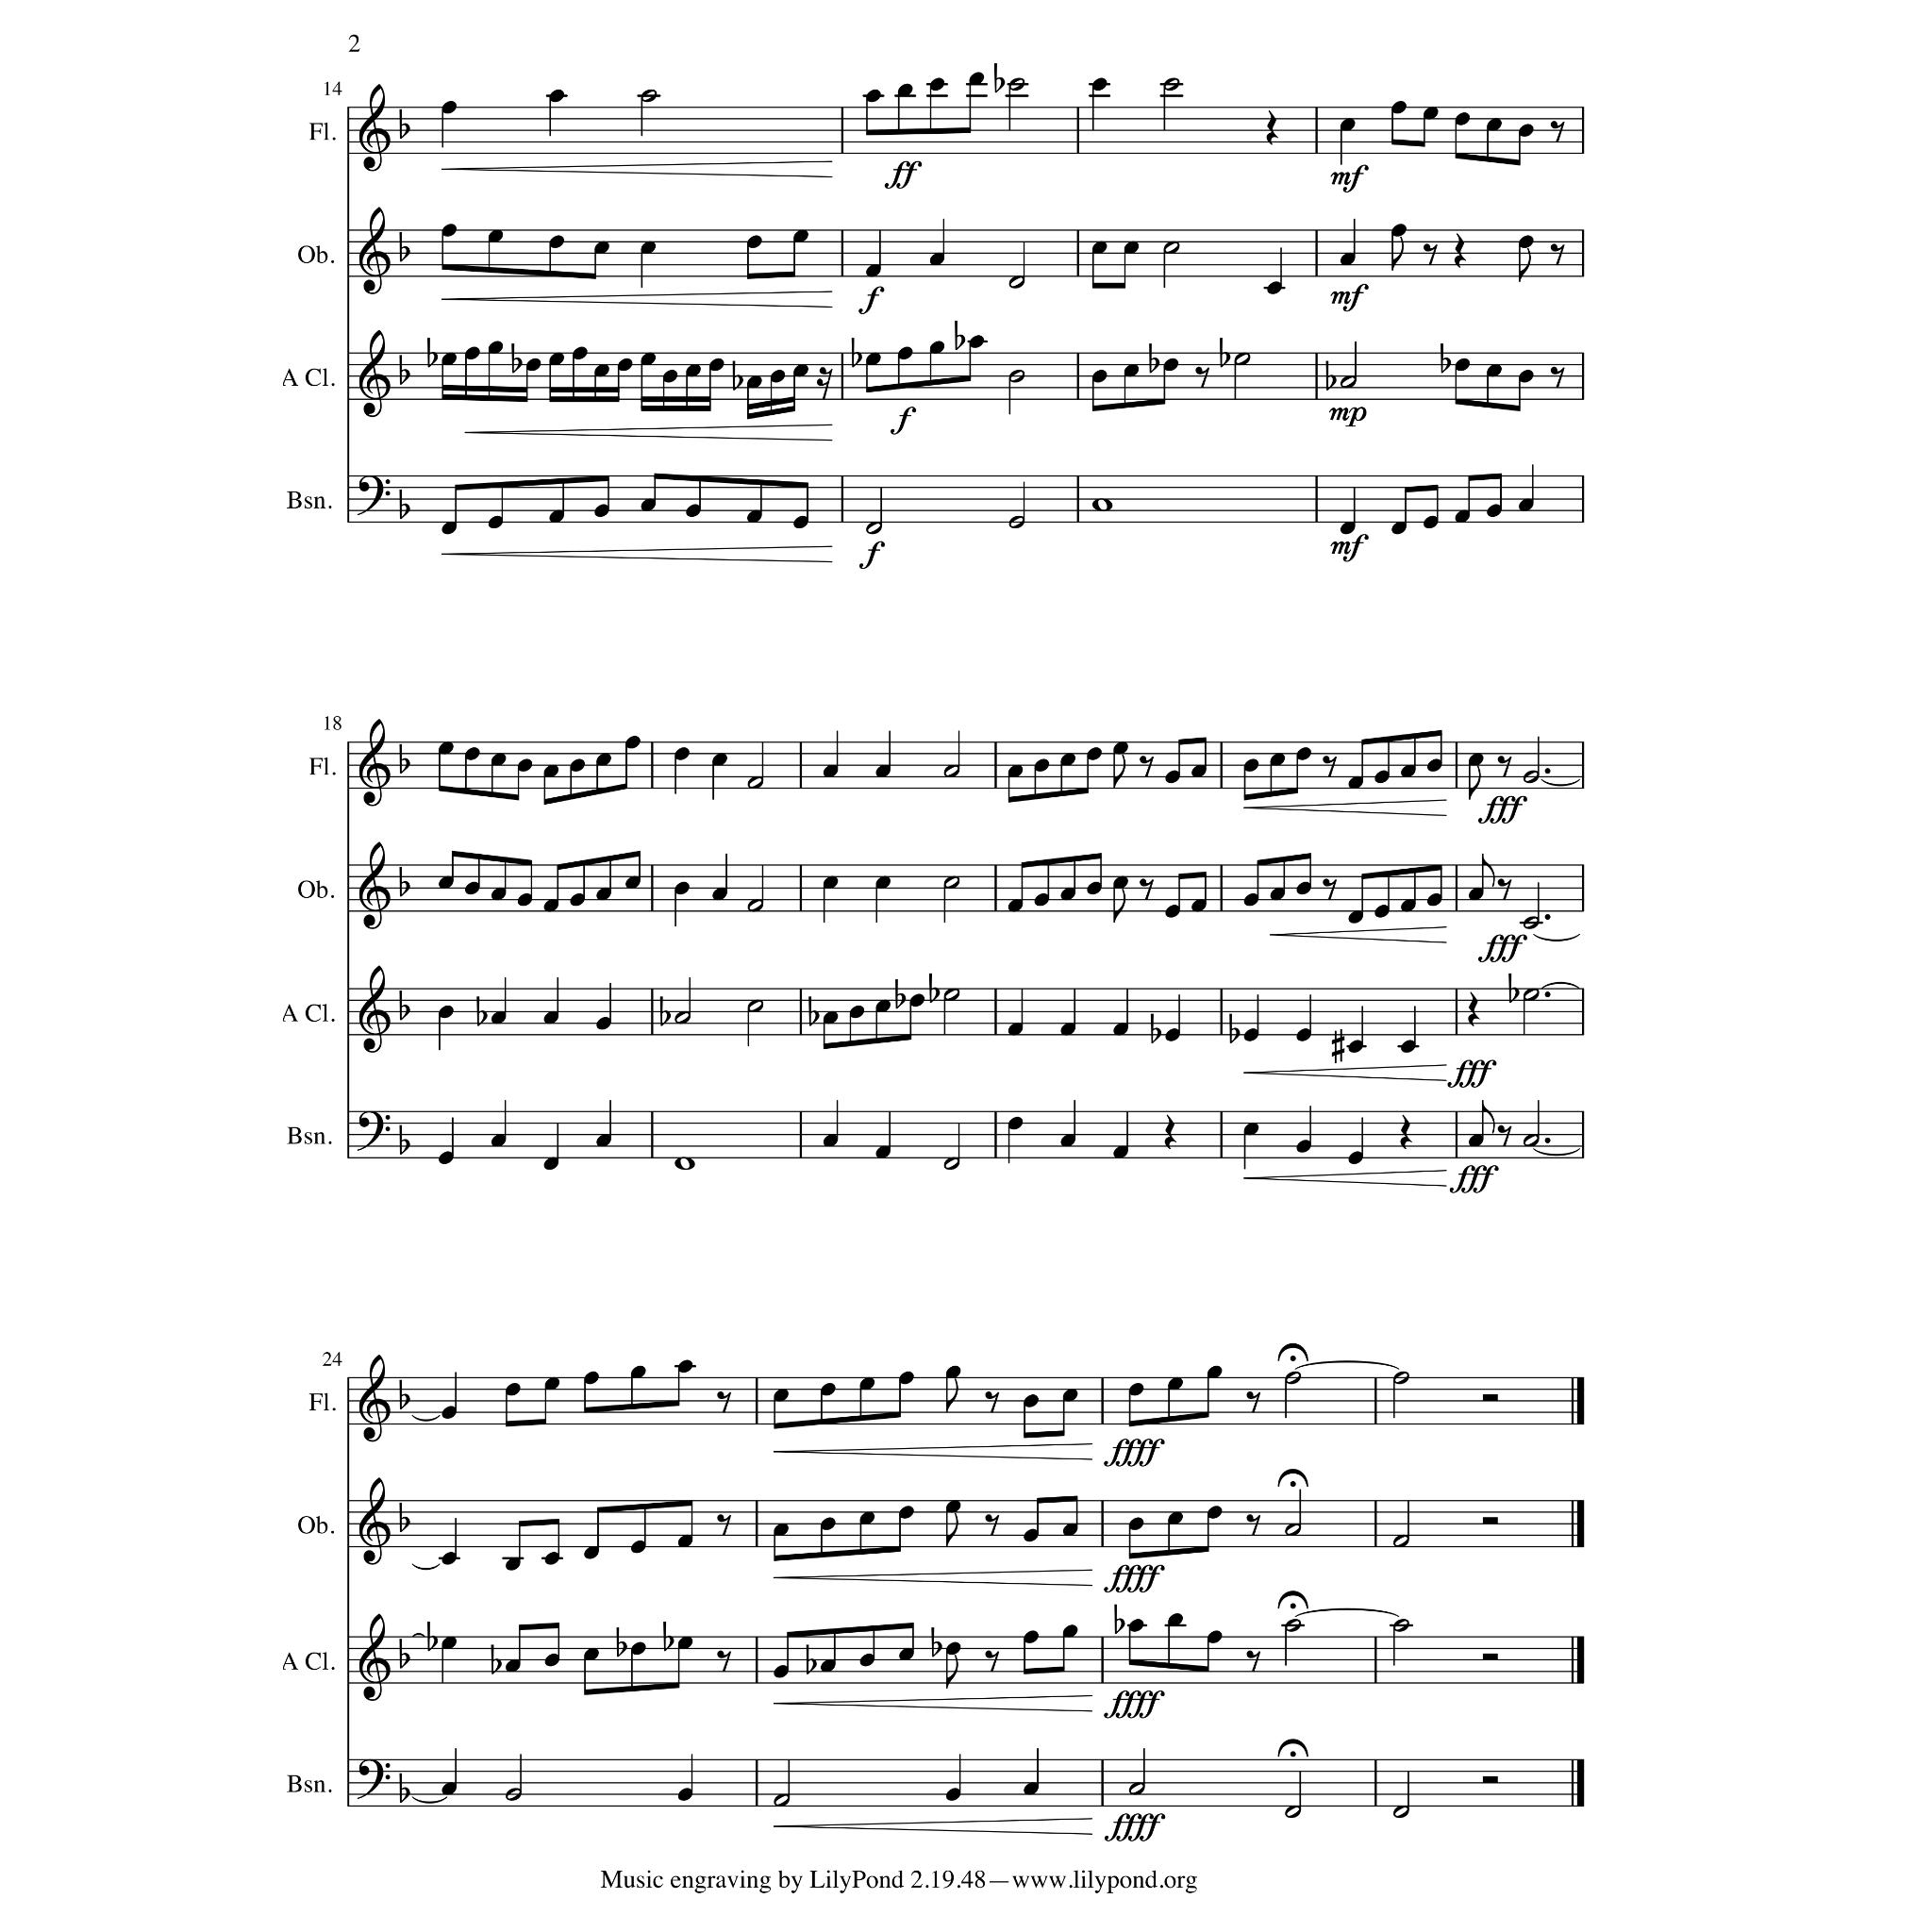 2
14
Fl.
ff mf
Ob.
f mf
A Cl.
f mp
Bsn.
f mf
18
Fl.
fff
Ob.
fff
A Cl.
fff
Bsn.
fff
24
Fl.
ffff
Ob.
ffff
A Cl.
ffff
Bsn.
ffff
Music engraving by LilyPond 2.19.48—www.lilypond.org